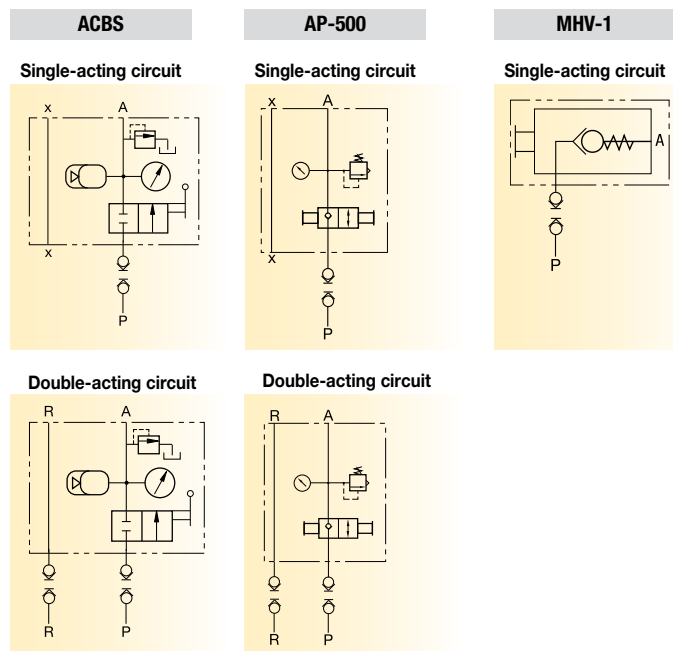 ACBS
AP-500
MHV-1
Single-acting circuit
Single-acting circuit
Single-acting circuit
x A
x A
A
x
x
P
P
P
Double-acting circuit
Double-acting circuit
R A
R A
R P
R P